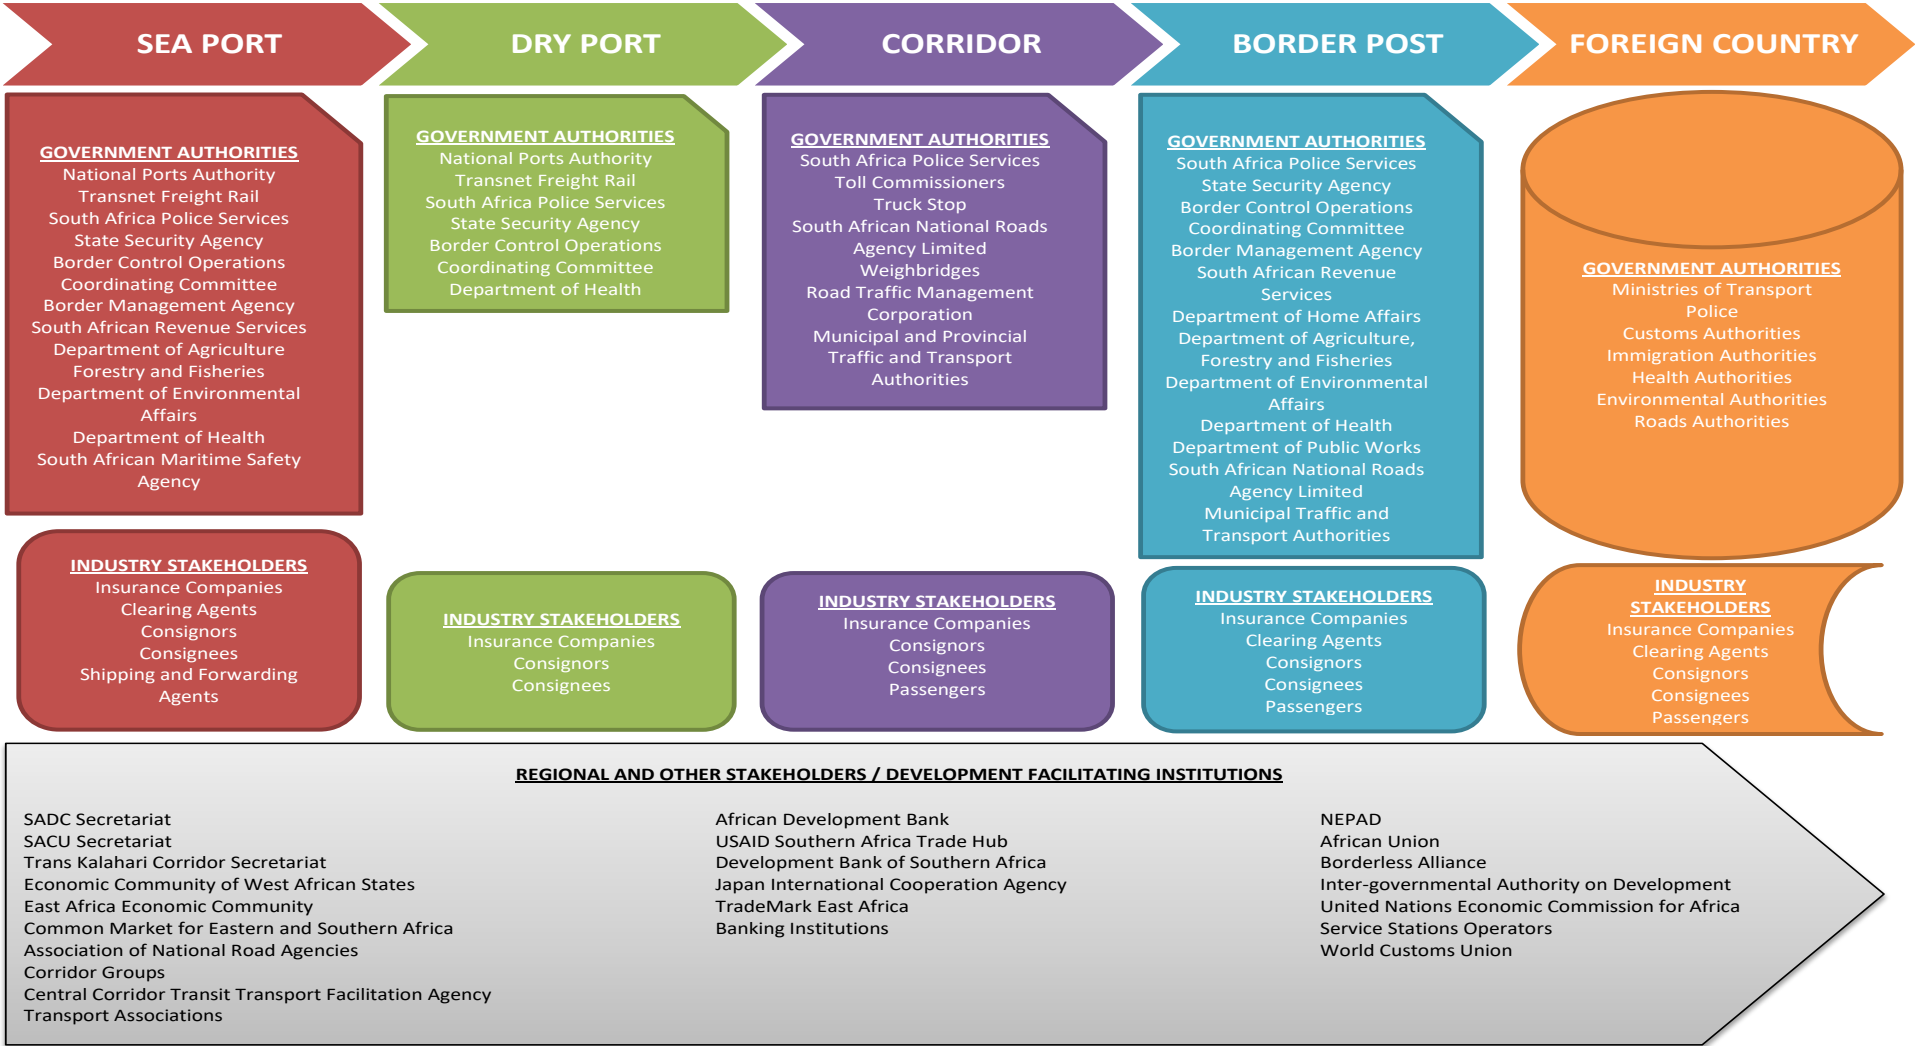 SEA PORT
DRY PORT
CORRIDOR
BORDER POST
FOREIGN COUNTRY
GOVERNMENT AUTHORITIES
National Ports Authority
Transnet Freight Rail
South Africa Police Services
State Security Agency
Border Control Operations
Coordinating Committee
Border Management Agency
South African Revenue Services
Department of Agriculture
Forestry and Fisheries
Department of Environmental
Affairs
Department of Health
South African Maritime Safety
Agency
GOVERNMENT AUTHORITIES
National Ports Authority
Transnet Freight Rail
South Africa Police Services
State Security Agency
Border Control Operations
Coordinating Committee
Department of Health
GOVERNMENT AUTHORITIES
South Africa Police Services
Toll Commissioners
Truck Stop
South African National Roads
Agency Limited
Weighbridges
Road Traffic Management
Corporation
Municipal and Provincial
Traffic and Transport
Authorities
GOVERNMENT AUTHORITIES
South Africa Police Services
State Security Agency
Border Control Operations
Coordinating Committee
Border Management Agency
South African Revenue
Services
Department of Home Affairs
Department of Agriculture,
Forestry and Fisheries
Department of Environmental
Affairs
Department of Health
Department of Public Works
South African National Roads
Agency Limited
Municipal Traffic and
Transport Authorities
GOVERNMENT AUTHORITIES
Ministries of Transport
Police
Customs Authorities
Immigration Authorities
Health Authorities
Environmental Authorities
Roads Authorities
INDUSTRY STAKEHOLDERS
Insurance Companies
Clearing Agents
Consignors
Consignees
Shipping and Forwarding
Agents
INDUSTRY STAKEHOLDERS
Insurance Companies
Consignors
Consignees
INDUSTRY STAKEHOLDERS
Insurance Companies
Consignors
Consignees
Passengers
INDUSTRY STAKEHOLDERS
Insurance Companies
Clearing Agents
Consignors
Consignees
Passengers
INDUSTRY
STAKEHOLDERS
Insurance Companies
Clearing Agents
Consignors
Consignees
Passengers
REGIONAL AND OTHER STAKEHOLDERS / DEVELOPMENT FACILITATING INSTITUTIONS
SADC Secretariat
SACU Secretariat
Trans Kalahari Corridor Secretariat
Economic Community of West African States
East Africa Economic Community
Common Market for Eastern and Southern Africa
Association of National Road Agencies
Corridor Groups
Central Corridor Transit Transport Facilitation Agency
Transport Associations
African Development Bank
USAID Southern Africa Trade Hub
Development Bank of Southern Africa
Japan International Cooperation Agency
TradeMark East Africa
Banking Institutions
NEPAD
African Union
Borderless Alliance
Inter-governmental Authority on Development
United Nations Economic Commission for Africa
Service Stations Operators
World Customs Union